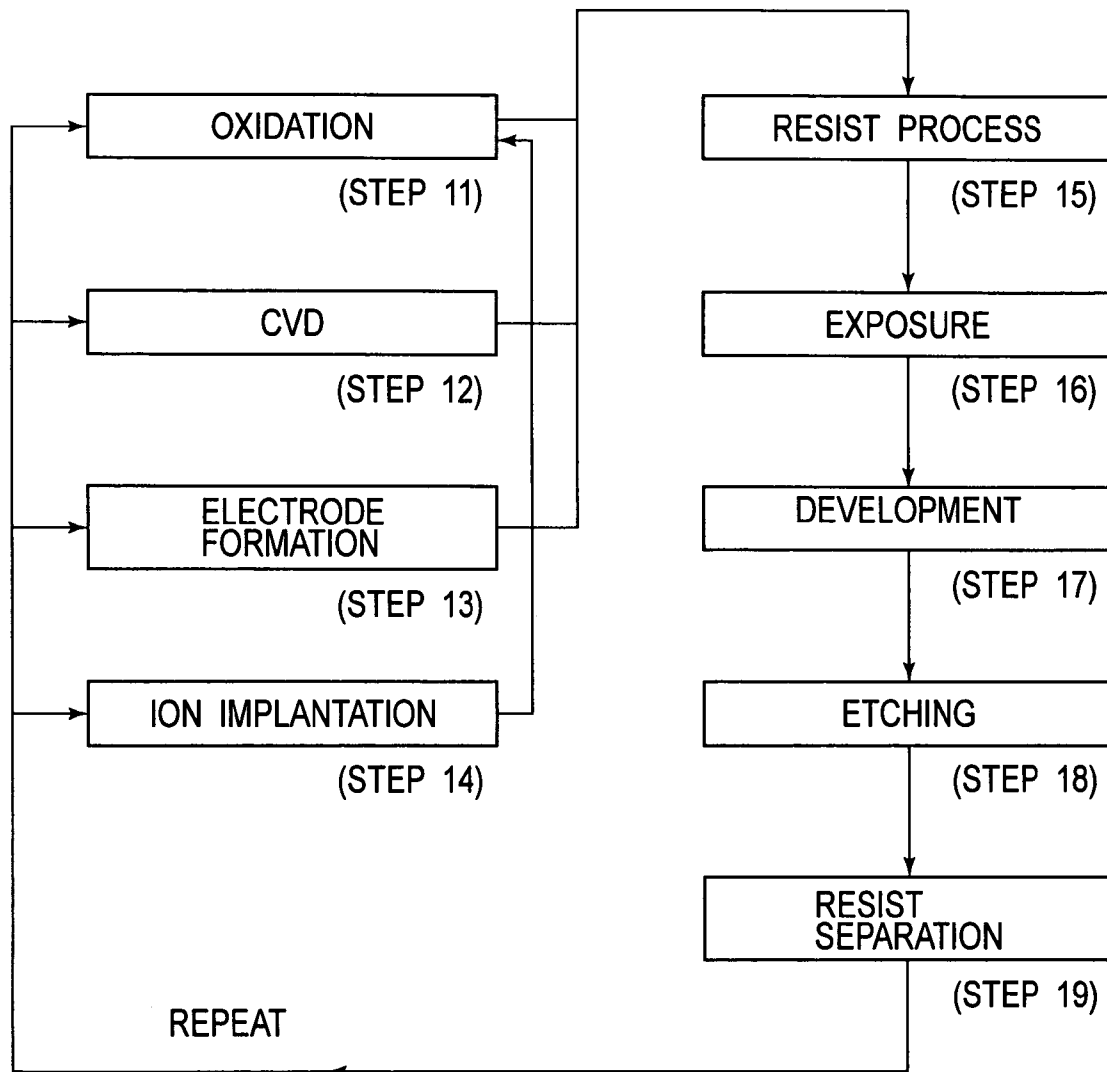 OXIDATION
(STEP 11)
CVD
(STEP 12)
ELECTRODE
FORMATION
(STEP 13)
ION IMPLANTATION
(STEP 14)
RESIST PROCESS
(STEP 15)
EXPOSURE
(STEP 16)
DEVELOPMENT
(STEP 17)
ETCHING
(STEP 18)
RESIST
SEPARATION
(STEP 19)
REPEAT